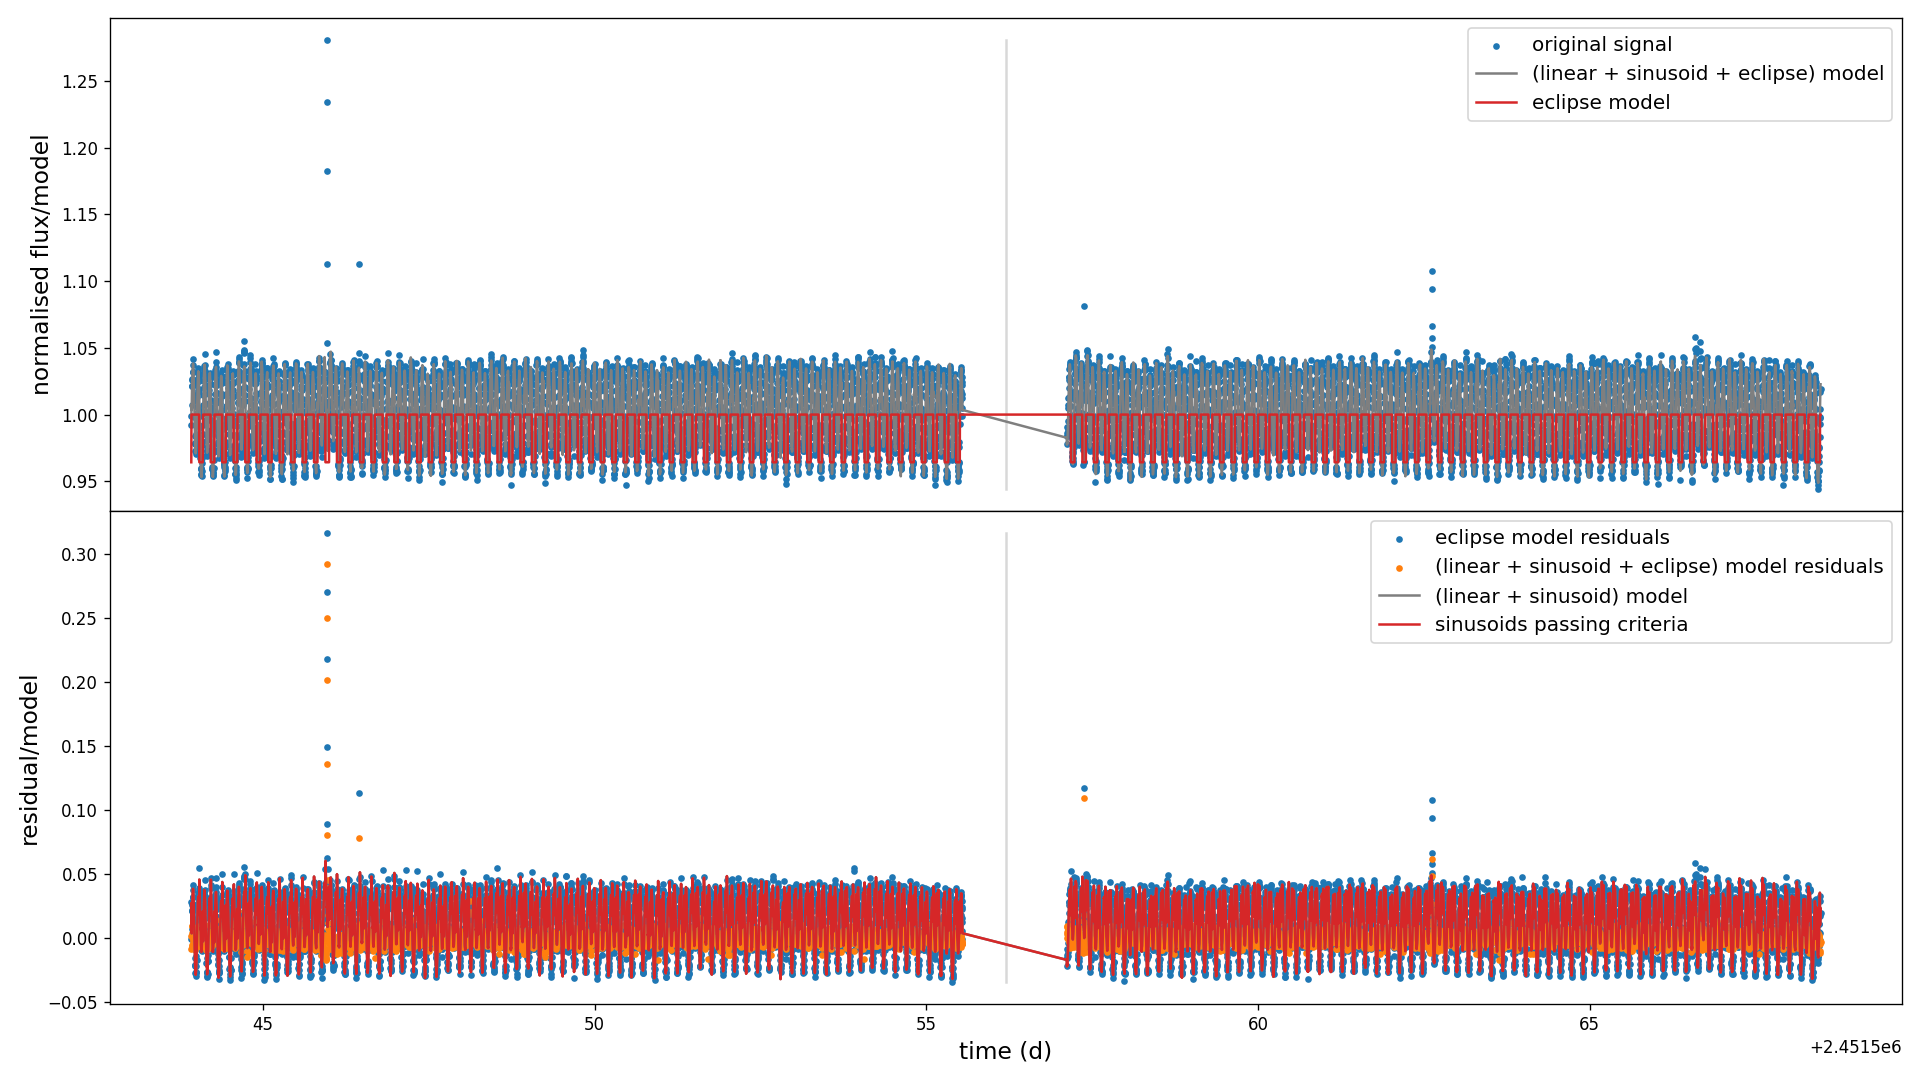 original signal
(linear + sinusoid + eclipse) model
eclipse model
normalised flux/model
1.25
1.20
1.15
1.10
1.05
1.00
0.95
eclipse model residuals
(linear + sinusoid + eclipse) model residuals
(linear + sinusoid) model
sinusoids passing criteria
residual/model
0.30
0.25
0.20
0.15
0.10
0.05
0.00
−0.05
45 50 55 60 65
time (d)
+2.4515e6